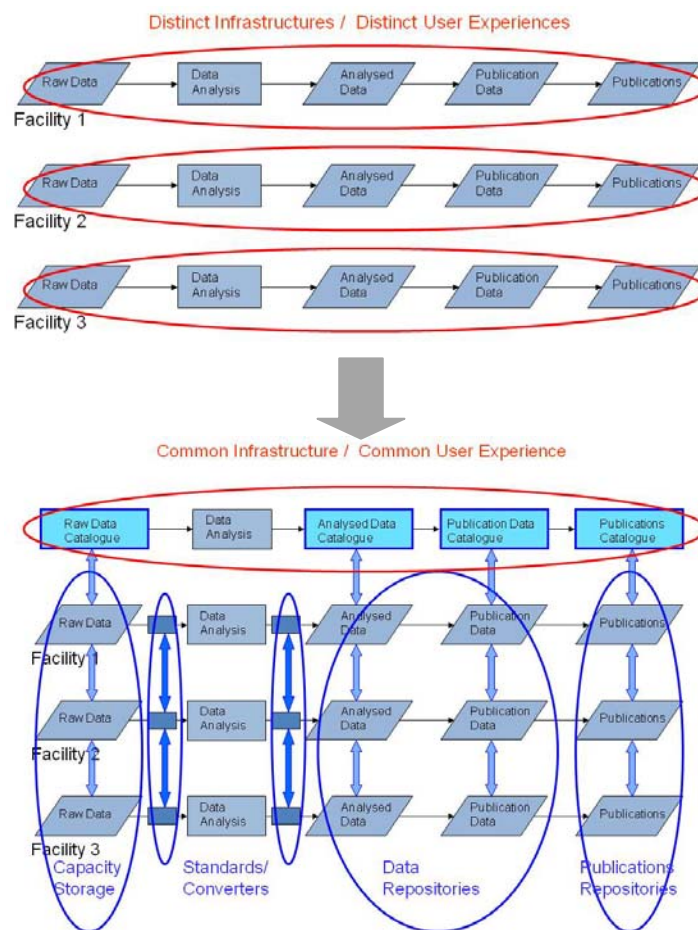 Distinct Infrastructures / Distinct User Experiences
Raw Data
Data
Analysis
Analysed
Data
Publication
Data
Publications
Facility 1
Raw Data
Data
Analysis
Analysed
Data
Publication
Data
Publications
Facility 2
Raw Data
Data
Analysis
Analysed
Data
Publication
Data
Publications
Facility 3
Common Infrastructure / Common User Experience
Raw Data
Catalogue
Data
Analysis
Analysed Data
Catalogue
Publication Data
Catalogue
Publications
Catalogue
Raw Data
Data
Analysis
Analysed
Data
Publication
Data
Publications
Facility 1
Raw Data
Data
Analysis
Analysed
Data
Publication
Data
Publications
Facility 2
Raw Data
Data
Analysis
Analysed
Data
Publication
Data
Publications
Facility 3
Capacity
Storage
Standards/
Converters
Data
Repositories
Publications
Repositories